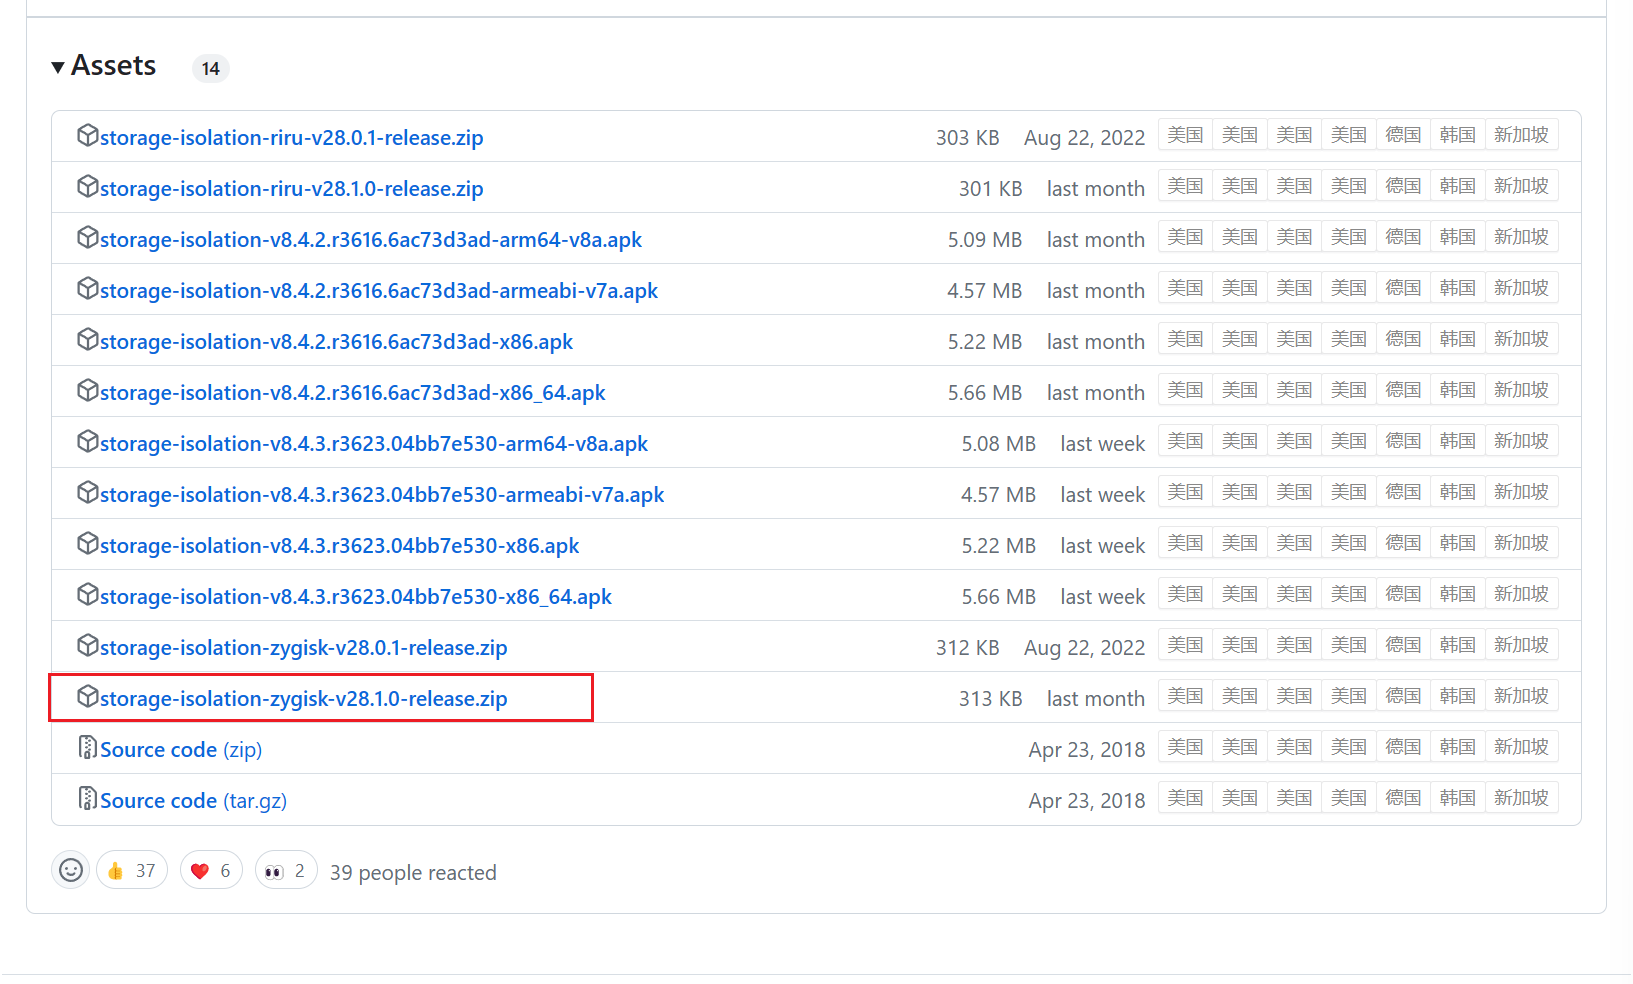 Assets 14
storage-isolation-riru-v28.0.1-release.zip 303 KB Aug 22, 2022 美国 美国 美国 美国 德国 韩国 新加坡
storage-isolation-riru-v28.1.0-release.zip 301 KB last month 美国 美国 美国 美国 德国 韩国 新加坡
storage-isolation-v8.4.2.r3616.6ac73d3ad-arm64-v8a.apk 5.09 MB last month 美国 美国 美国 美国 德国 韩国 新加坡
storage-isolation-v8.4.2.r3616.6ac73d3ad-armeabi-v7a.apk 4.57 MB last month 美国 美国 美国 美国 德国 韩国 新加坡
storage-isolation-v8.4.2.r3616.6ac73d3ad-x86.apk 5.22 MB last month 美国 美国 美国 美国 德国 韩国 新加坡
storage-isolation-v8.4.2.r3616.6ac73d3ad-x86_64.apk 5.66 MB last month 美国 美国 美国 美国 德国 韩国 新加坡
storage-isolation-v8.4.3.r3623.04bb7e530-arm64-v8a.apk 5.08 MB last week 美国 美国 美国 美国 德国 韩国 新加坡
storage-isolation-v8.4.3.r3623.04bb7e530-armeabi-v7a.apk 4.57 MB last week 美国 美国 美国 美国 德国 韩国 新加坡
storage-isolation-v8.4.3.r3623.04bb7e530-x86.apk 5.22 MB last week 美国 美国 美国 美国 德国 韩国 新加坡
storage-isolation-v8.4.3.r3623.04bb7e530-x86_64.apk 5.66 MB last week 美国 美国 美国 美国 德国 韩国 新加坡
storage-isolation-zygisk-v28.0.1-release.zip 312 KB Aug 22, 2022 美国 美国 美国 美国 德国 韩国 新加坡
storage-isolation-zygisk-v28.1.0-release.zip 313 KB last month 美国 美国 美国 美国 德国 韩国 新加坡
Source code (zip) Apr 23, 2018 美国 美国 美国 美国 德国 韩国 新加坡
Source code (tar.gz) Apr 23, 2018 美国 美国 美国 美国 德国 韩国 新加坡
👍 37 ❤️ 6 👀 2 39 people reacted